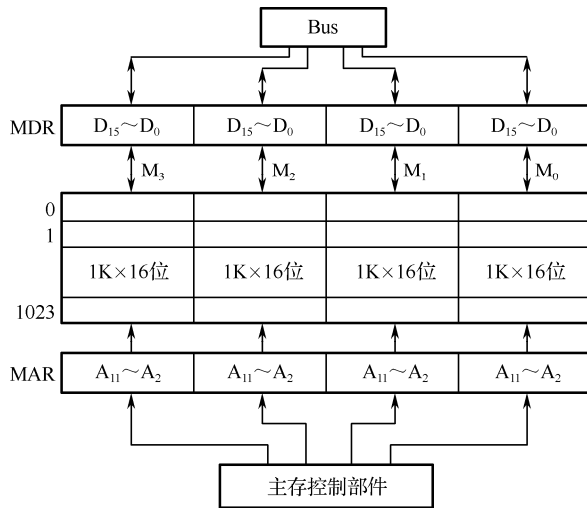 Bus
MDR D₁₅～D₀ D₁₅～D₀ D₁₅～D₀ D₁₅～D₀
M₃ M₂ M₁ M₀
0
1
1K×16位 1K×16位 1K×16位 1K×16位
1023
MAR A₁₁～A₂ A₁₁～A₂ A₁₁～A₂ A₁₁～A₂
主存控制部件